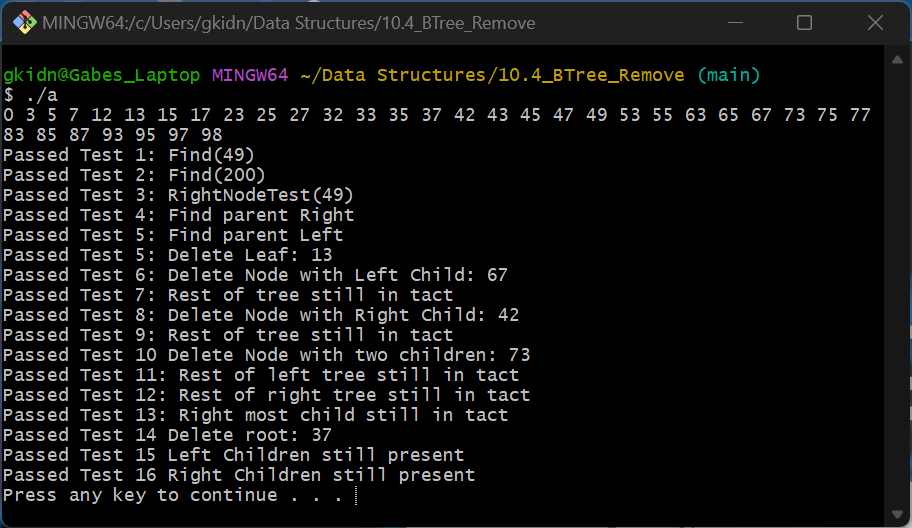 MINGW64:/c/Users/gkidn/Data Structures/10.4_BTree_Remove
gkidn@Gabes_Laptop MINGW64 ~/Data Structures/10.4_BTree_Remove (main)
$ ./a
0 3 5 7 12 13 15 17 23 25 27 32 33 35 37 42 43 45 47 49 53 55 63 65 67 73 75 77
83 85 87 93 95 97 98
Passed Test 1: Find(49)
Passed Test 2: Find(200)
Passed Test 3: RightNodeTest(49)
Passed Test 4: Find parent Right
Passed Test 5: Find parent Left
Passed Test 5: Delete Leaf: 13
Passed Test 6: Delete Node with Left Child: 67
Passed Test 7: Rest of tree still in tact
Passed Test 8: Delete Node with Right Child: 42
Passed Test 9: Rest of tree still in tact
Passed Test 10 Delete Node with two children: 73
Passed Test 11: Rest of left tree still in tact
Passed Test 12: Rest of right tree still in tact
Passed Test 13: Right most child still in tact
Passed Test 14 Delete root: 37
Passed Test 15 Left Children still present
Passed Test 16 Right Children still present
Press any key to continue . . .